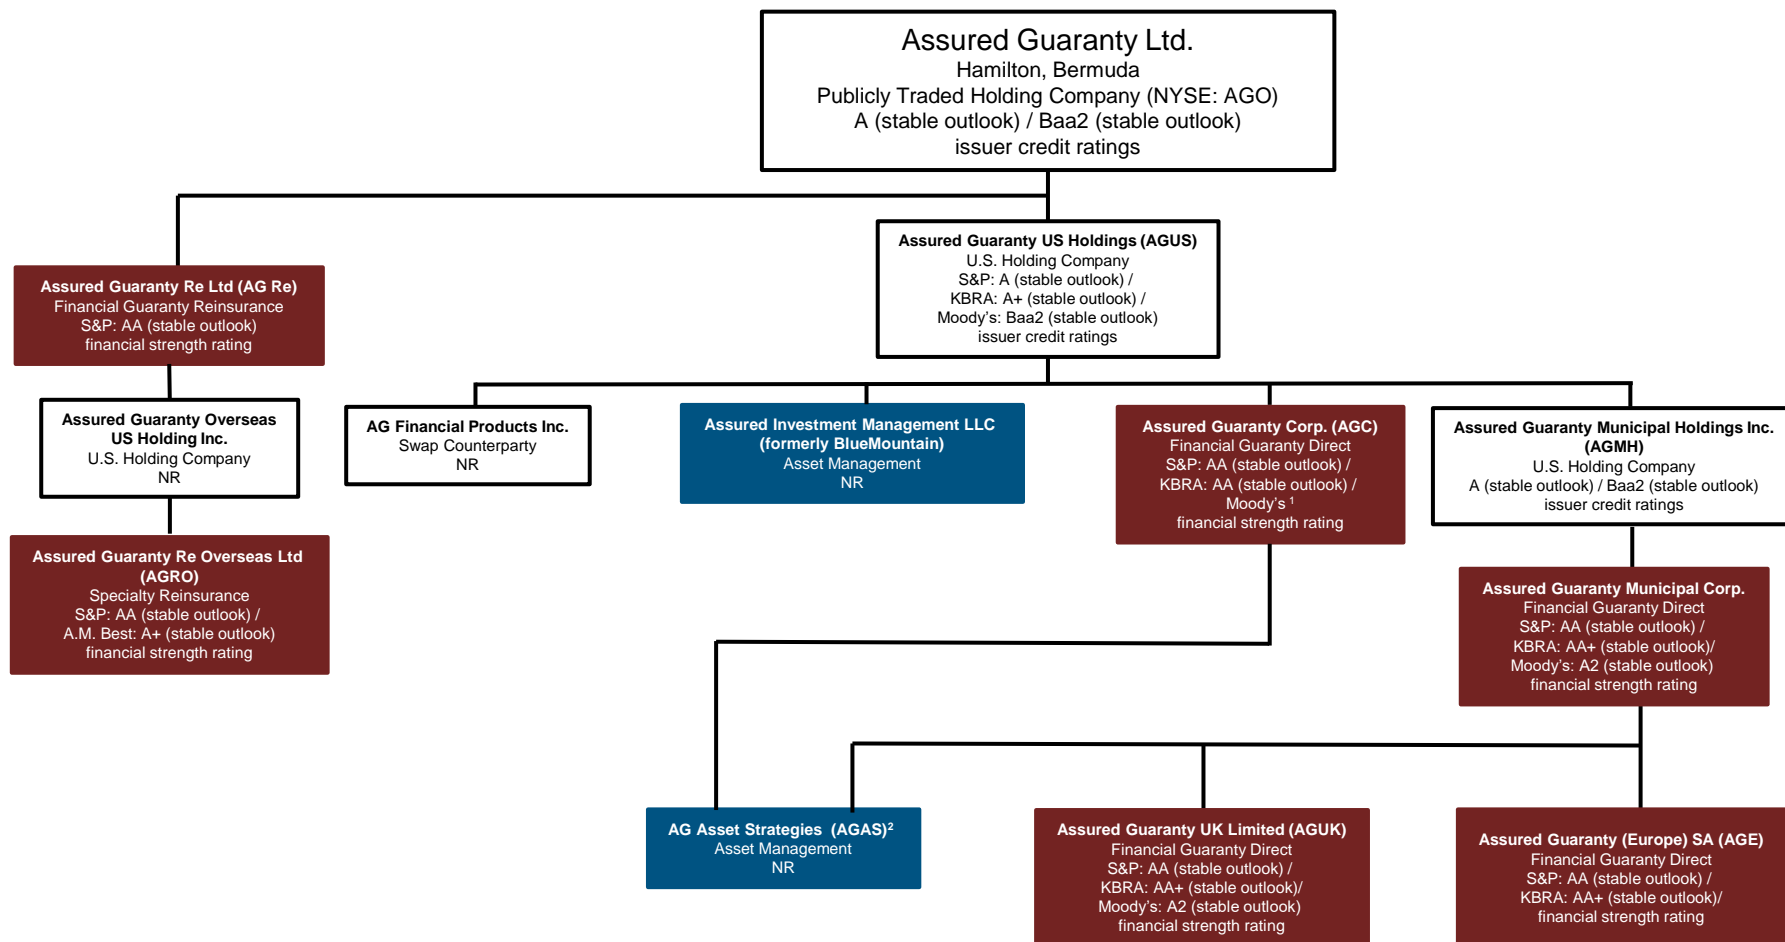 Assured Guaranty Ltd.
Hamilton, Bermuda
Publicly Traded Holding Company (NYSE: AGO)
A (stable outlook) / Baa2 (stable outlook)
issuer credit ratings
Assured Guaranty US Holdings (AGUS)
U.S. Holding Company
S&P: A (stable outlook) /
KBRA: A+ (stable outlook) /
Moody's: Baa2 (stable outlook)
issuer credit ratings
Assured Guaranty Re Ltd (AG Re)
Financial Guaranty Reinsurance
S&P: AA (stable outlook)
financial strength rating
Assured Guaranty Overseas
US Holding Inc.
U.S. Holding Company
NR
AG Financial Products Inc.
Swap Counterparty
NR
Assured Investment Management LLC
(formerly BlueMountain)
Asset Management
NR
Assured Guaranty Corp. (AGC)
Financial Guaranty Direct
S&P: AA (stable outlook) /
KBRA: AA (stable outlook) /
Moody's ¹
financial strength rating
Assured Guaranty Municipal Holdings Inc.
(AGMH)
U.S. Holding Company
A (stable outlook) / Baa2 (stable outlook)
issuer credit ratings
Assured Guaranty Re Overseas Ltd
(AGRO)
Specialty Reinsurance
S&P: AA (stable outlook) /
A.M. Best: A+ (stable outlook)
financial strength rating
Assured Guaranty Municipal Corp.
Financial Guaranty Direct
S&P: AA (stable outlook) /
KBRA: AA+ (stable outlook)/
Moody's: A2 (stable outlook)
financial strength rating
AG Asset Strategies (AGAS)²
Asset Management
NR
Assured Guaranty UK Limited (AGUK)
Financial Guaranty Direct
S&P: AA (stable outlook) /
KBRA: AA+ (stable outlook)/
Moody's: A2 (stable outlook)
financial strength rating
Assured Guaranty (Europe) SA (AGE)
Financial Guaranty Direct
S&P: AA (stable outlook) /
KBRA: AA+ (stable outlook)/
financial strength rating